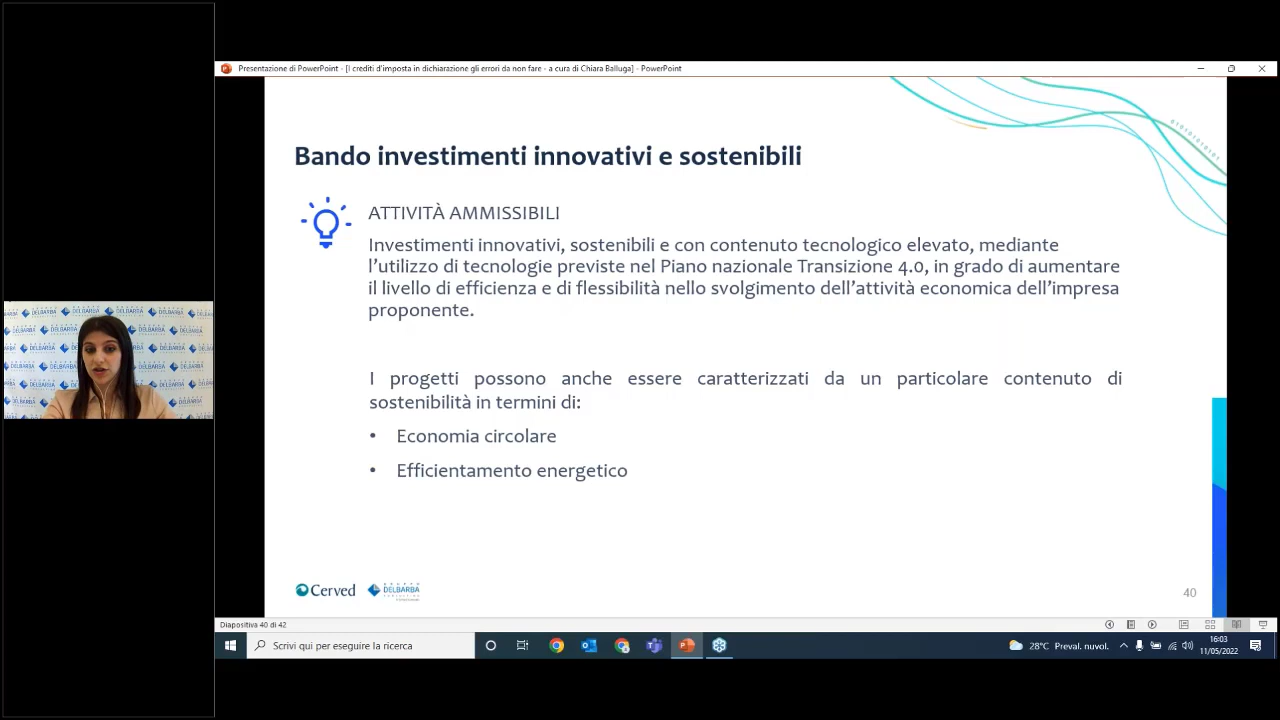 Presentazione di PowerPoint - [I crediti d'imposta in dichiarazione gli errori da non fare - a cura di Chiara Balluga] - PowerPoint
Bando investimenti innovativi e sostenibili
ATTIVITÀ AMMISSIBILI
Investimenti innovativi, sostenibili e con contenuto tecnologico elevato, mediante
l’utilizzo di tecnologie previste nel Piano nazionale Transizione 4.0, in grado di aumentare
il livello di efficienza e di flessibilità nello svolgimento dell’attività economica dell’impresa
proponente.
I progetti possono anche essere caratterizzati da un particolare contenuto di
sostenibilità in termini di:
• Economia circolare
• Efficientamento energetico
Cerved
GRUPPO
DELBARBA
40
Diapositiva 40 di 42
Scrivi qui per eseguire la ricerca
28°C Preval. nuvol.
16:03
11/05/2022